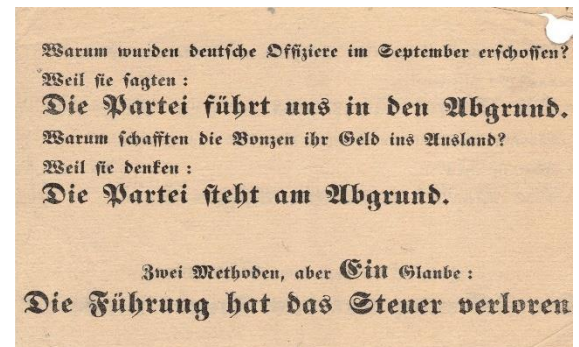 Warum wurden deutsche Offiziere im September erschossen?
Weil sie sagten:
Die Partei führt uns in den Abgrund.
Warum schafften die Bonzen ihr Geld ins Ausland?
Weil sie denken:
Die Partei steht am Abgrund.
Zwei Methoden, aber Ein Glaube:
Die Führung hat das Steuer verloren